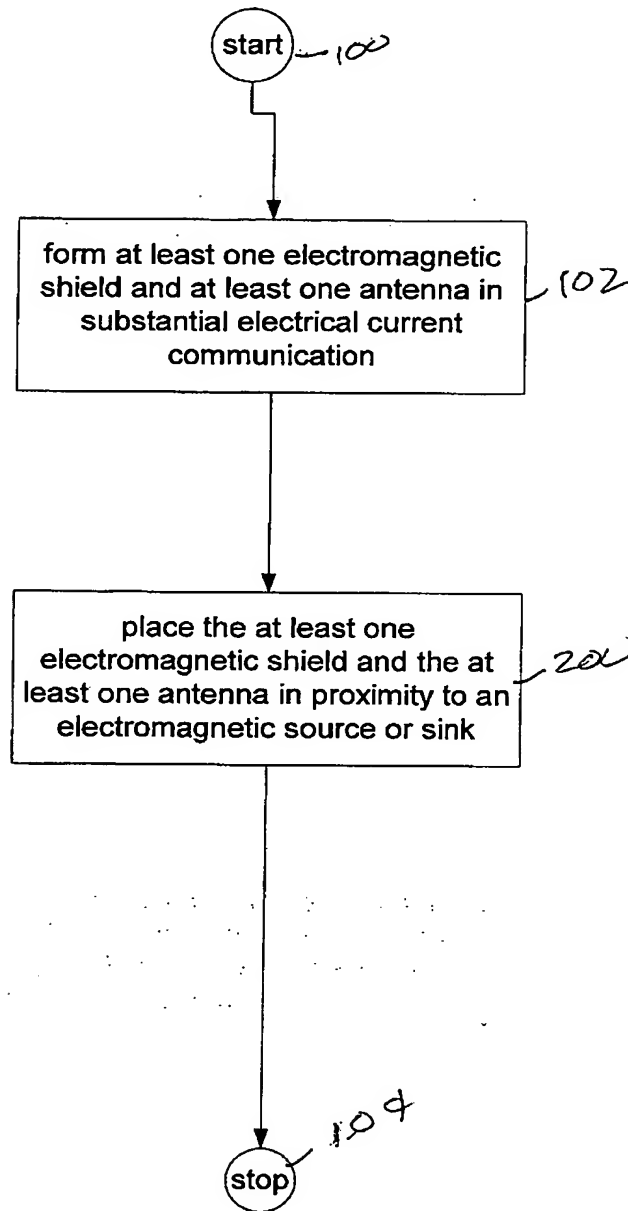 start 100
form at least one electromagnetic
shield and at least one antenna in 102
substantial electrical current
communication
place the at least one
electromagnetic shield and the at 200
least one antenna in proximity to an
electromagnetic source or sink
stop 104